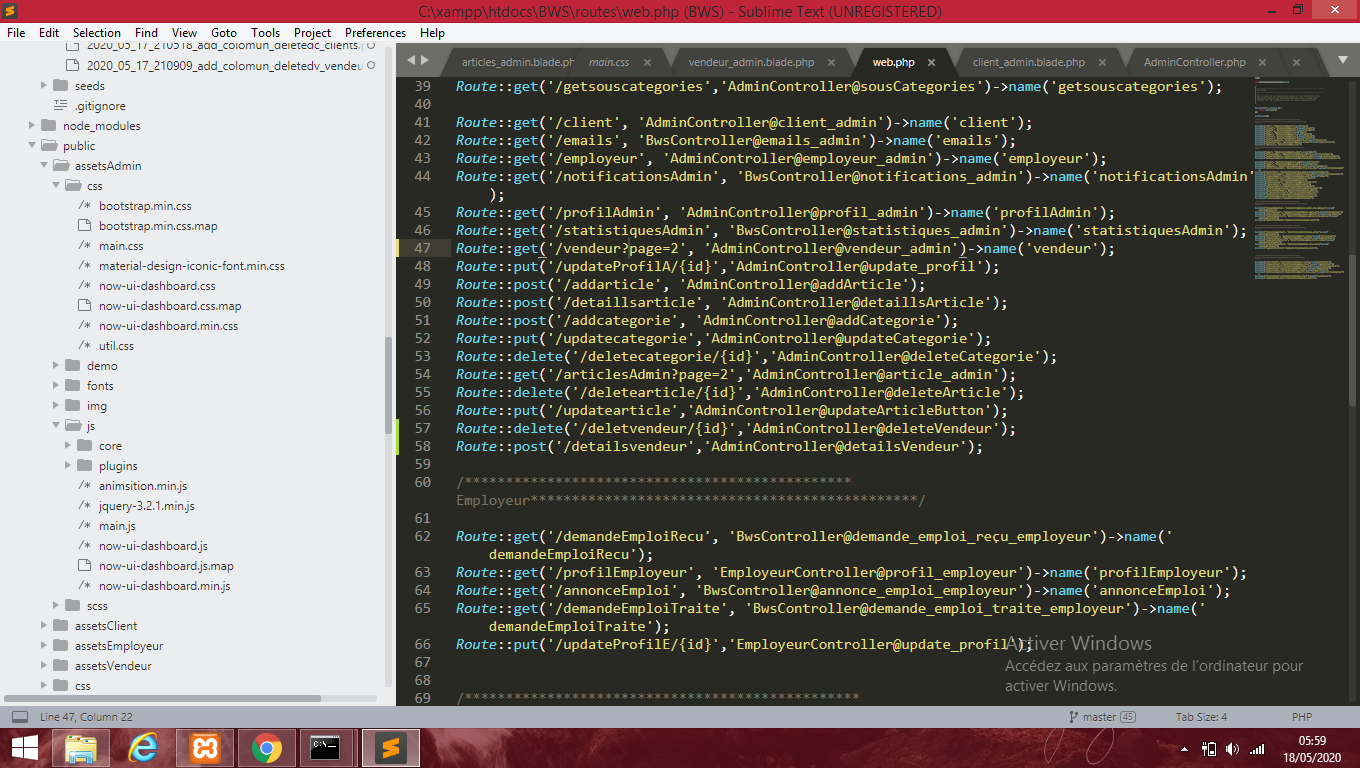 C:\xampp\htdocs\BWS\routes\web.php (BWS) - Sublime Text (UNREGISTERED)
File Edit Selection Find View Goto Tools Project Preferences Help
2020_05_17_210518_add_colomun_deletedc_clients.
2020_05_17_210909_add_colomun_deletedv_vendeu
seeds
.gitignore
node_modules
public
assetsAdmin
css
/* bootstrap.min.css
bootstrap.min.css.map
/* main.css
/* material-design-iconic-font.min.css
/* now-ui-dashboard.css
now-ui-dashboard.css.map
/* now-ui-dashboard.min.css
/* util.css
demo
fonts
img
js
core
plugins
/* animsition.min.js
/* jquery-3.2.1.min.js
/* main.js
/* now-ui-dashboard.js
now-ui-dashboard.js.map
/* now-ui-dashboard.min.js
scss
assetsClient
assetsEmployeur
assetsVendeur
css
articles_admin.blade.ph main.css vendeur_admin.blade.php web.php client_admin.blade.php AdminController.php
39 Route::get('/getsouscategories','AdminController@sousCategories')->name('getsouscategories');
40
41 Route::get('/client', 'AdminController@client_admin')->name('client');
42 Route::get('/emails', 'BwsController@emails_admin')->name('emails');
43 Route::get('/employeur', 'AdminController@employeur_admin')->name('employeur');
44 Route::get('/notificationsAdmin', 'BwsController@notifications_admin')->name('notificationsAdmin'
);
45 Route::get('/profilAdmin', 'AdminController@profil_admin')->name('profilAdmin');
46 Route::get('/statistiquesAdmin', 'BwsController@statistiques_admin')->name('statistiquesAdmin');
47 Route::get('/vendeur?page=2', 'AdminController@vendeur_admin')->name('vendeur');
48 Route::put('/updateProfilA/{id}','AdminController@update_profil');
49 Route::post('/addarticle', 'AdminController@addArticle');
50 Route::post('/detaillsarticle', 'AdminController@detaillsArticle');
51 Route::post('/addcategorie', 'AdminController@addCategorie');
52 Route::put('/updatecategorie','AdminController@updateCategorie');
53 Route::delete('/deletecategorie/{id}','AdminController@deleteCategorie');
54 Route::get('/articlesAdmin?page=2','AdminController@article_admin');
55 Route::delete('/deletearticle/{id}','AdminController@deleteArticle');
56 Route::put('/updatearticle','AdminController@updateArticleButton');
57 Route::delete('/deletvendeur/{id}','AdminController@deleteVendeur');
58 Route::post('/detailsvendeur','AdminController@detailsVendeur');
59
60 /***********************************************
Employeur***********************************************/
61
62 Route::get('/demandeEmploiRecu', 'BwsController@demande_emploi_reçu_employeur')->name('
demandeEmploiRecu');
63 Route::get('/profilEmployeur', 'EmployeurController@profil_employeur')->name('profilEmployeur');
64 Route::get('/annonceEmploi', 'BwsController@annonce_emploi_employeur')->name('annonceEmploi');
65 Route::get('/demandeEmploiTraite', 'BwsController@demande_emploi_traite_employeur')->name('
demandeEmploiTraite');
66 Route::put('/updateProfilE/{id}','EmployeurController@update_profil');
67
68
69 /************************************************
Activer Windows
Accédez aux paramètres de l'ordinateur pour
activer Windows.
Line 47, Column 22 master 45 Tab Size: 4 PHP
05:59
18/05/2020